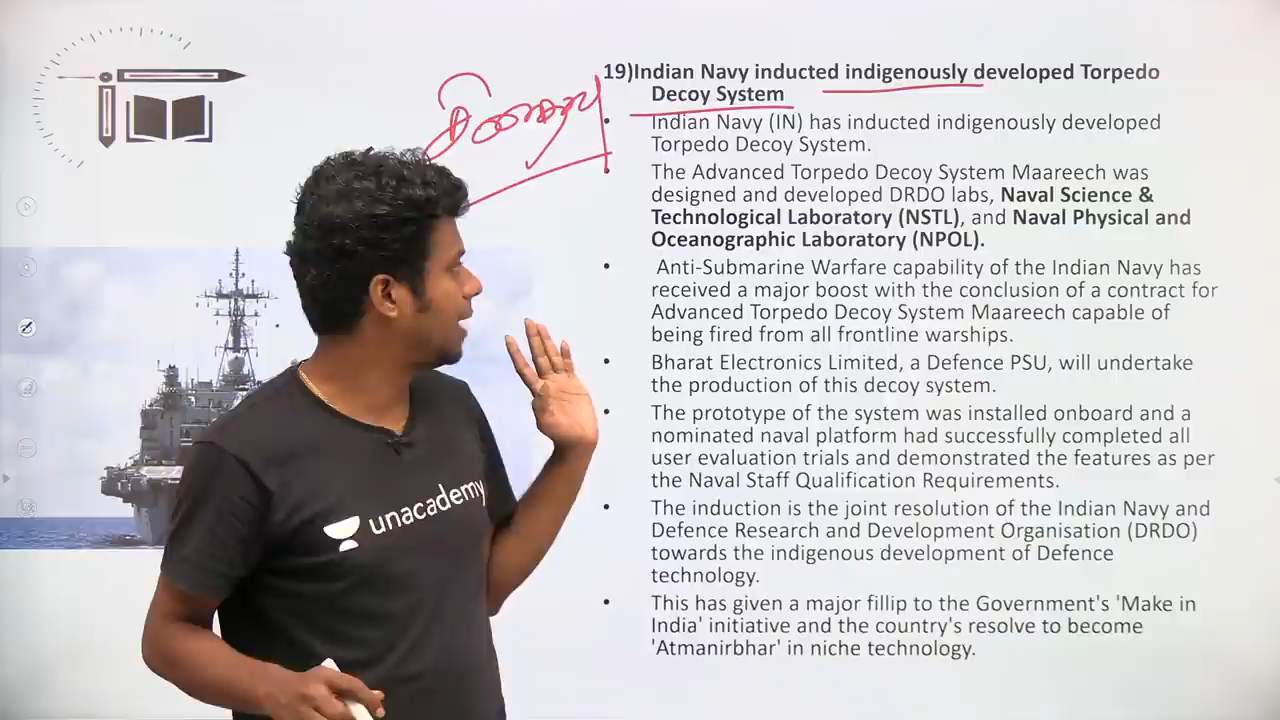 19)Indian Navy inducted indigenously developed Torpedo
Decoy System
• Indian Navy (IN) has inducted indigenously developed
Torpedo Decoy System.
• The Advanced Torpedo Decoy System Maareech was
designed and developed DRDO labs, Naval Science &
Technological Laboratory (NSTL), and Naval Physical and
Oceanographic Laboratory (NPOL).
• Anti-Submarine Warfare capability of the Indian Navy has
received a major boost with the conclusion of a contract for
Advanced Torpedo Decoy System Maareech capable of
being fired from all frontline warships.
• Bharat Electronics Limited, a Defence PSU, will undertake
the production of this decoy system.
• The prototype of the system was installed onboard and a
nominated naval platform had successfully completed all
user evaluation trials and demonstrated the features as per
the Naval Staff Qualification Requirements.
• The induction is the joint resolution of the Indian Navy and
Defence Research and Development Organisation (DRDO)
towards the indigenous development of Defence
technology.
• This has given a major fillip to the Government's 'Make in
India' initiative and the country's resolve to become
'Atmanirbhar' in niche technology.
unacademy